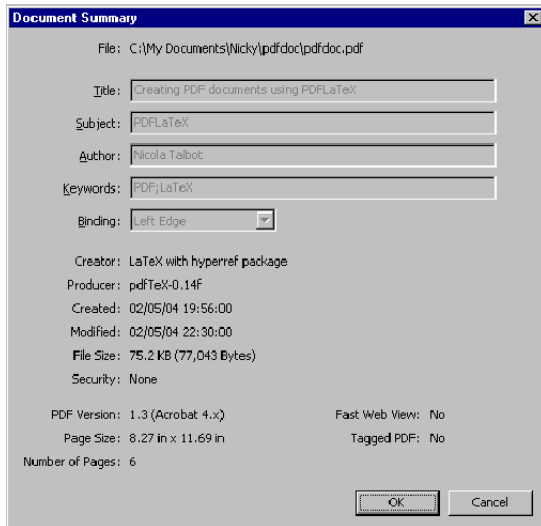 Document Summary
File: C:\My Documents\Nicky\pdfdoc\pdfdoc.pdf
Title: Creating PDF documents using PDFLaTeX
Subject: PDFLaTeX
Author: Nicola Talbot
Keywords: PDF;LaTeX
Binding: Left Edge
Creator: LaTeX with hyperref package
Producer: pdfTeX-0.14f
Created: 02/05/04 19:56:00
Modified: 02/05/04 22:30:00
File Size: 75.2 KB (77,043 Bytes)
Security: None
PDF Version: 1.3 (Acrobat 4.x) Fast Web View: No
Page Size: 8.27 in x 11.69 in Tagged PDF: No
Number of Pages: 6
OK Cancel